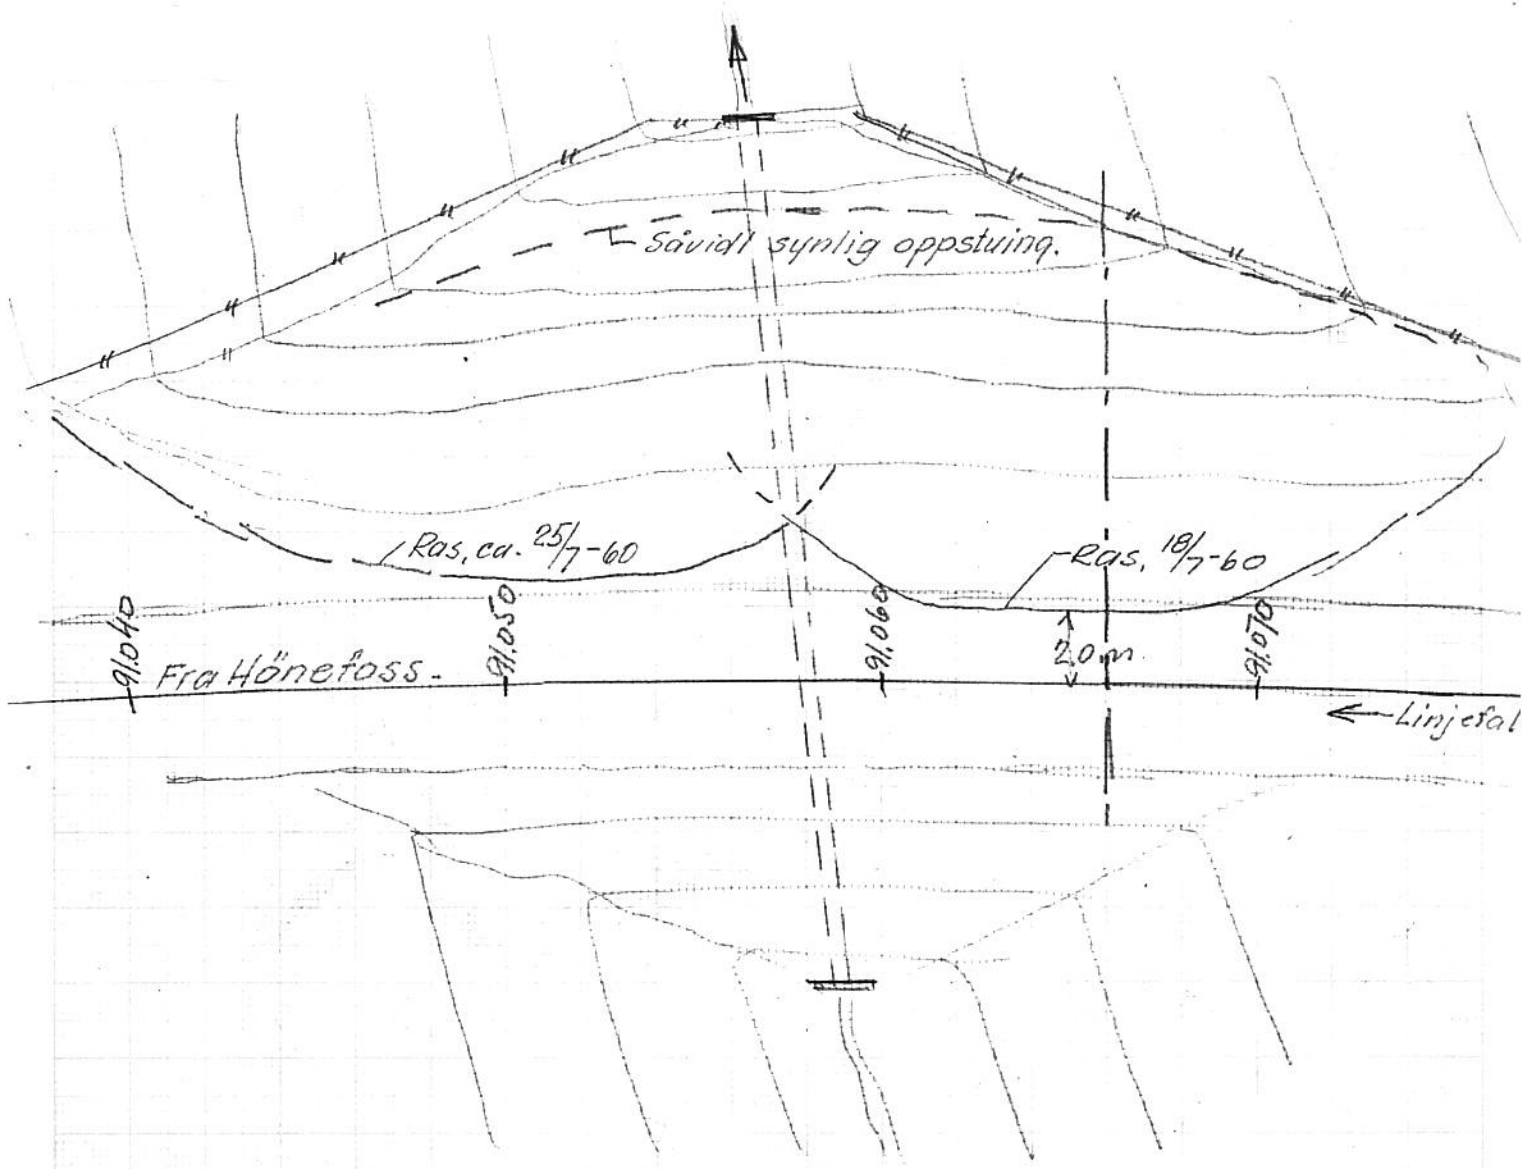 Såvidt synlig oppstuing.
Ras, ca. 25/7-60
Ras, 18/7-60
91.040
91.050
91.060
91.070
2.0 m.
Fra Hönefoss.
Linjefal